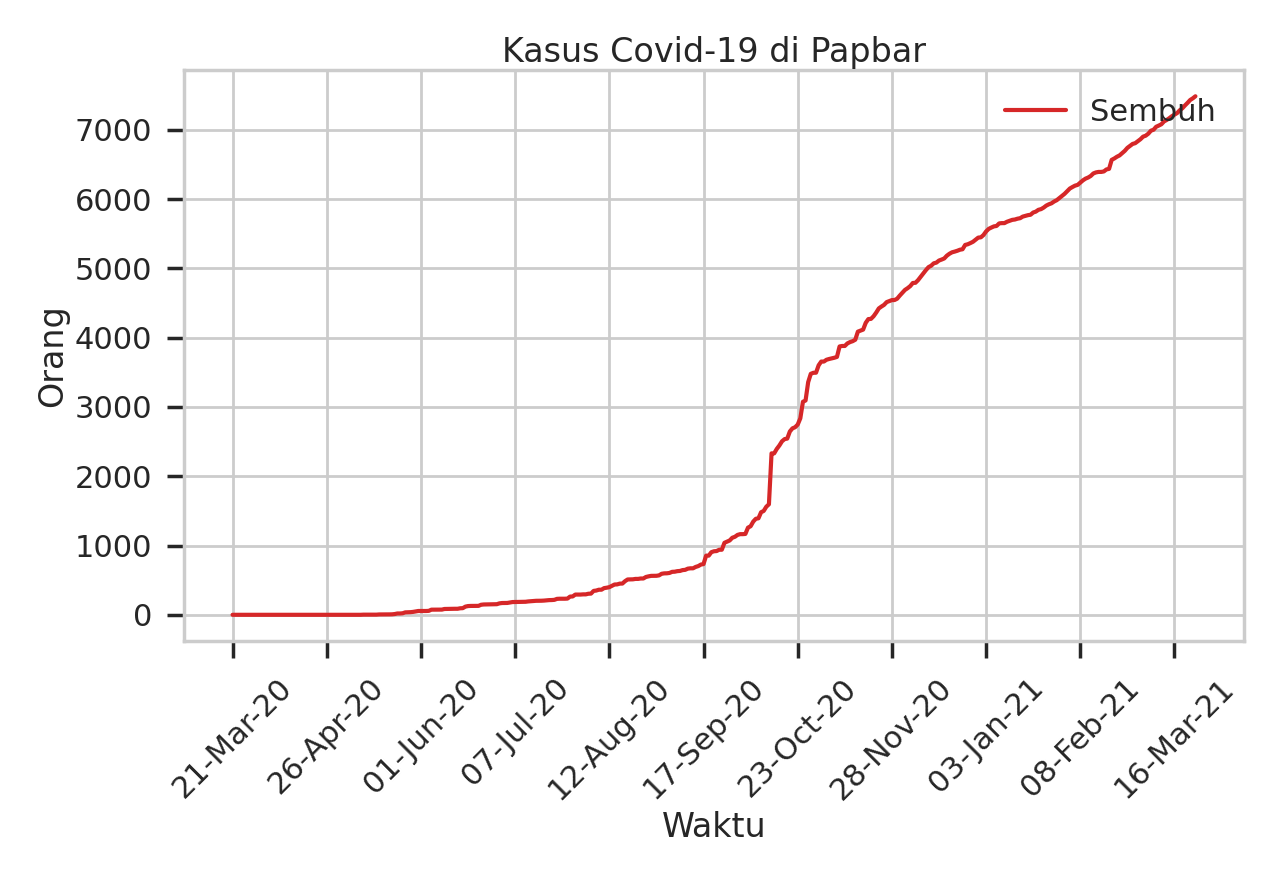 Kasus Covid-19 di Papbar
Sembuh
7000
6000
5000
4000
3000
2000
1000
0
Orang
21-Mar-20
26-Apr-20
01-Jun-20
07-Jul-20
12-Aug-20
17-Sep-20
23-Oct-20
28-Nov-20
03-Jan-21
08-Feb-21
16-Mar-21
Waktu